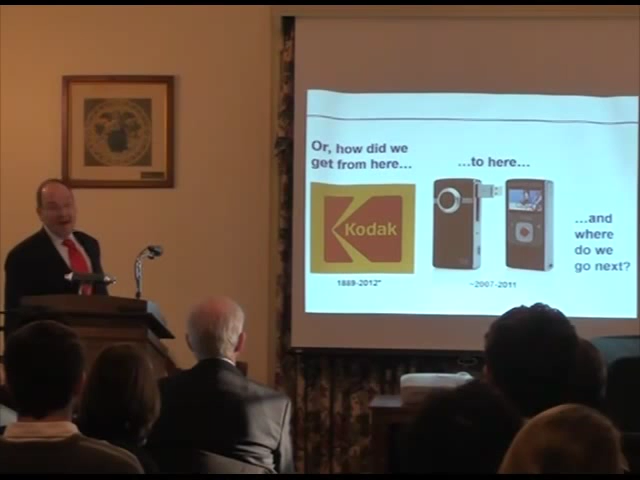 Or, how did we
get from here...
...to here...
...and
where
do we
go next?
Kodak
1889-2012*
~2007-2011